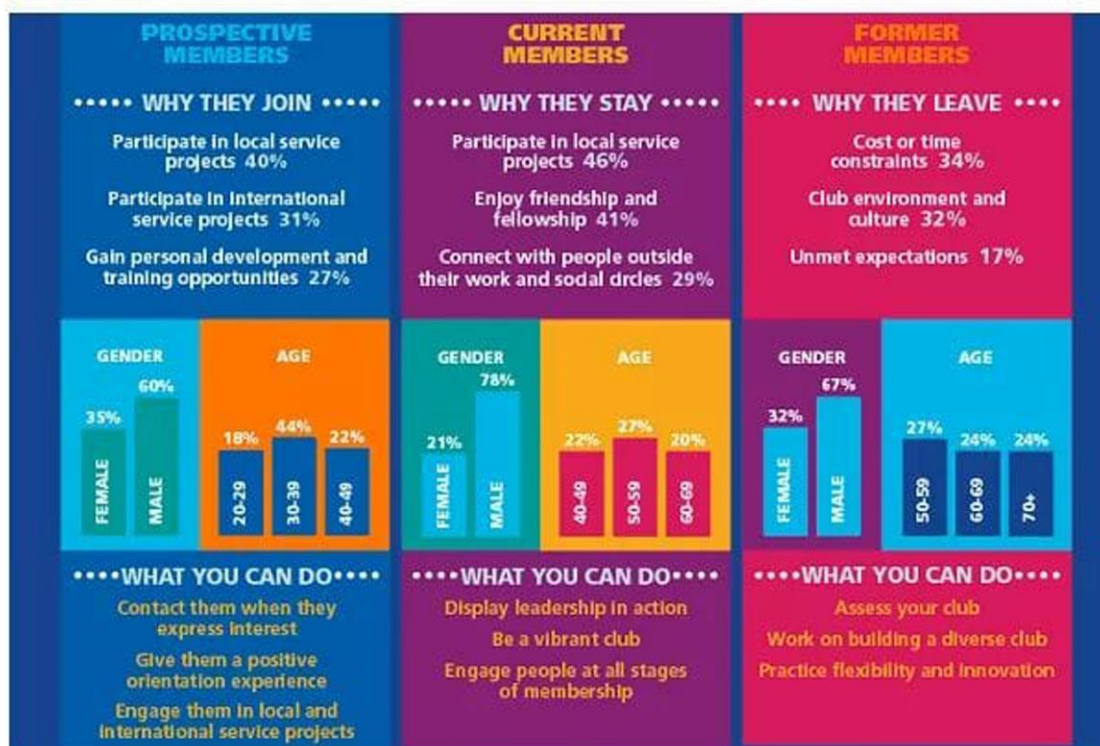 PROSPECTIVE
MEMBERS
••••• WHY THEY JOIN •••••
Participate in local service
projects 40%
Participate in international
service projects 31%
Gain personal development and
training opportunities 27%
GENDER
35%
60%
FEMALE
MALE
AGE
18%
44%
22%
20-29
30-39
40-49
••••WHAT YOU CAN DO••••
Contact them when they
express interest
Give them a positive
orientation experience
Engage them in local and
international service projects
CURRENT
MEMBERS
••••• WHY THEY STAY •••••
Participate in local service
projects 46%
Enjoy friendship and
fellowship 41%
Connect with people outside
their work and social circles 29%
GENDER
21%
78%
FEMALE
MALE
AGE
22%
27%
20%
40-49
50-59
60-69
••••WHAT YOU CAN DO••••
Display leadership in action
Be a vibrant club
Engage people at all stages
of membership
FORMER
MEMBERS
•••• WHY THEY LEAVE ••••
Cost or time
constraints 34%
Club environment and
culture 32%
Unmet expectations 17%
GENDER
32%
67%
FEMALE
MALE
AGE
27%
24%
24%
50-59
60-69
70+
••••WHAT YOU CAN DO••••
Assess your club
Work on building a diverse club
Practice flexibility and innovation